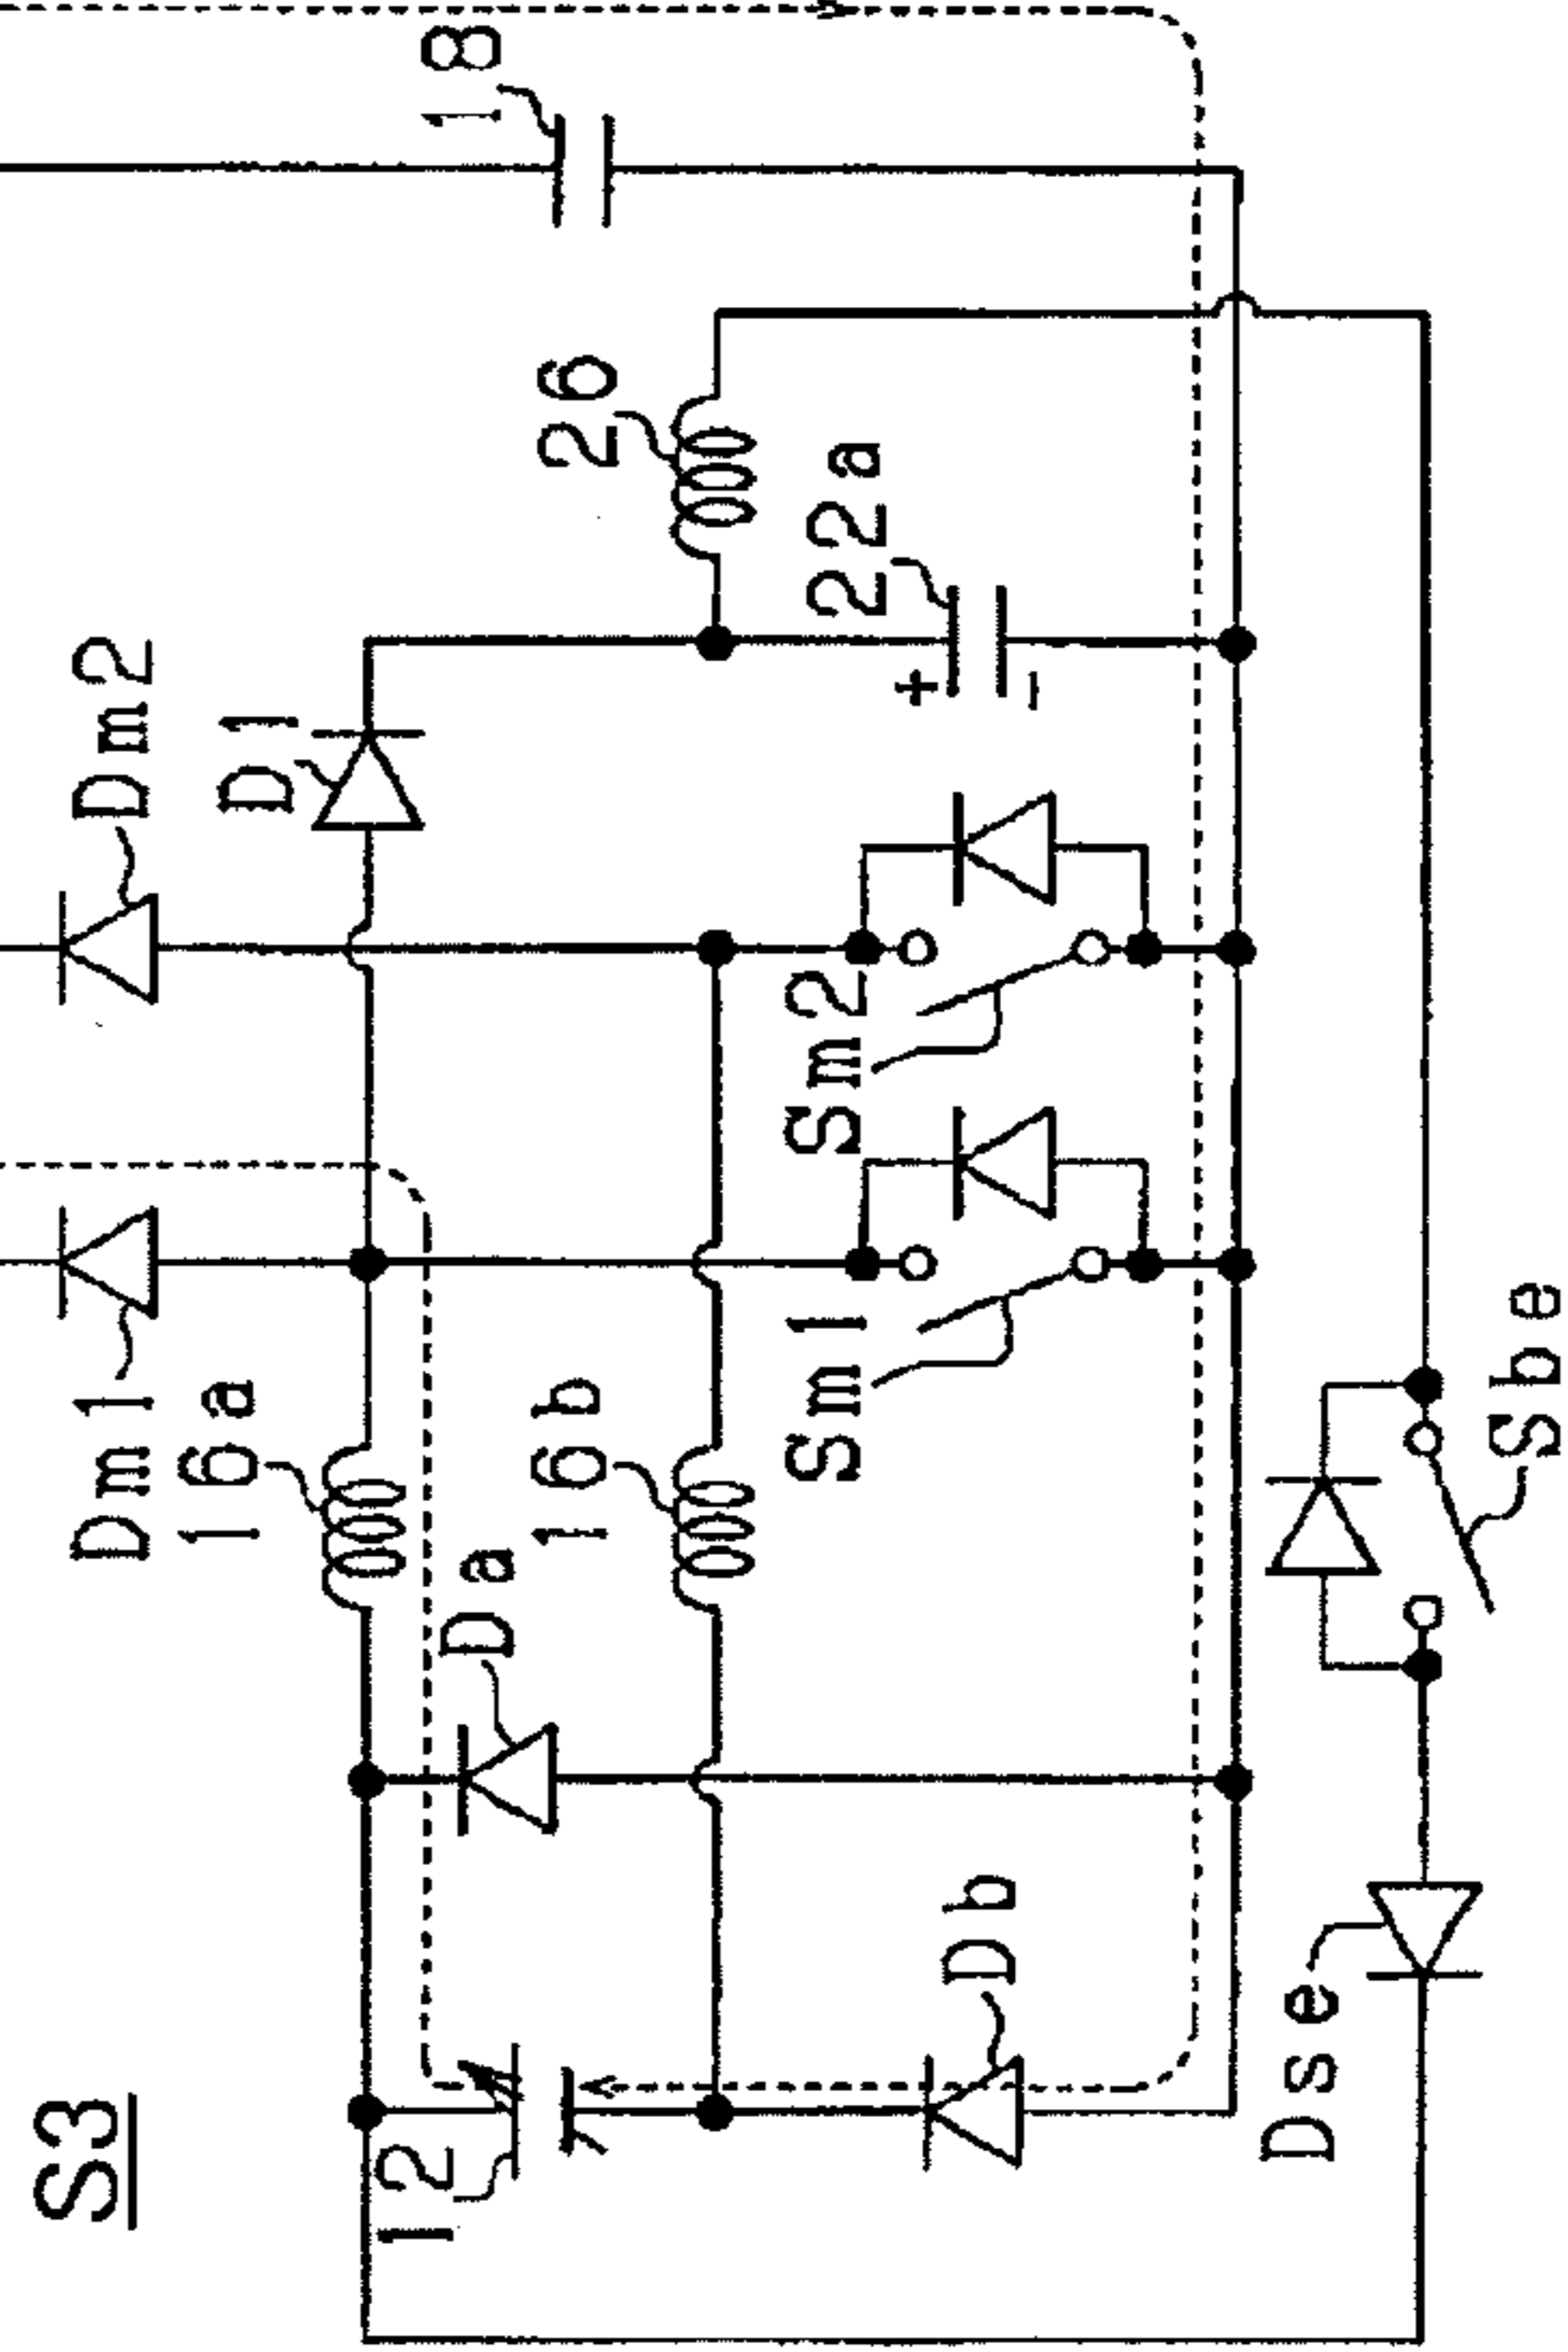 S3
12
Da
Db
Dse
16a
16b
Dm1
Sm1
Sbe
Dm2
D1
Sm2
22a
+
−
26
18